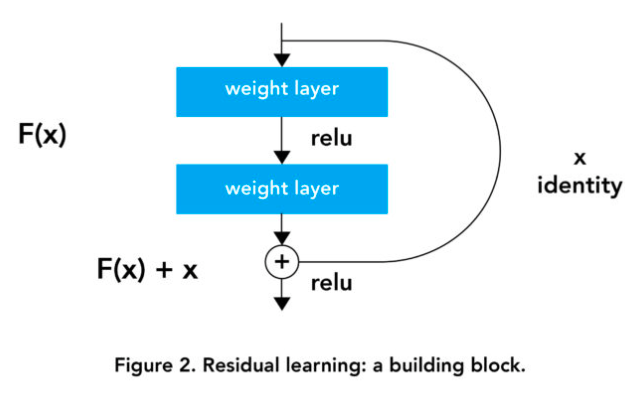 weight layer
F(x)
relu
x
identity
weight layer
F(x) + x
+
relu
Figure 2. Residual learning: a building block.